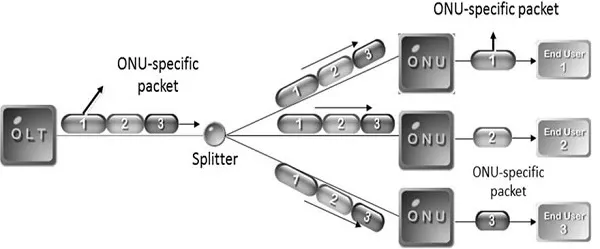 ONU-specific packet
ONU-specific
packet
1 2 3
OLT
Splitter
1 2 3
ONU
1
End User
1
1 2 3
ONU
2
End User
2
1 2 3
ONU
ONU-specific
packet
3
End User
3